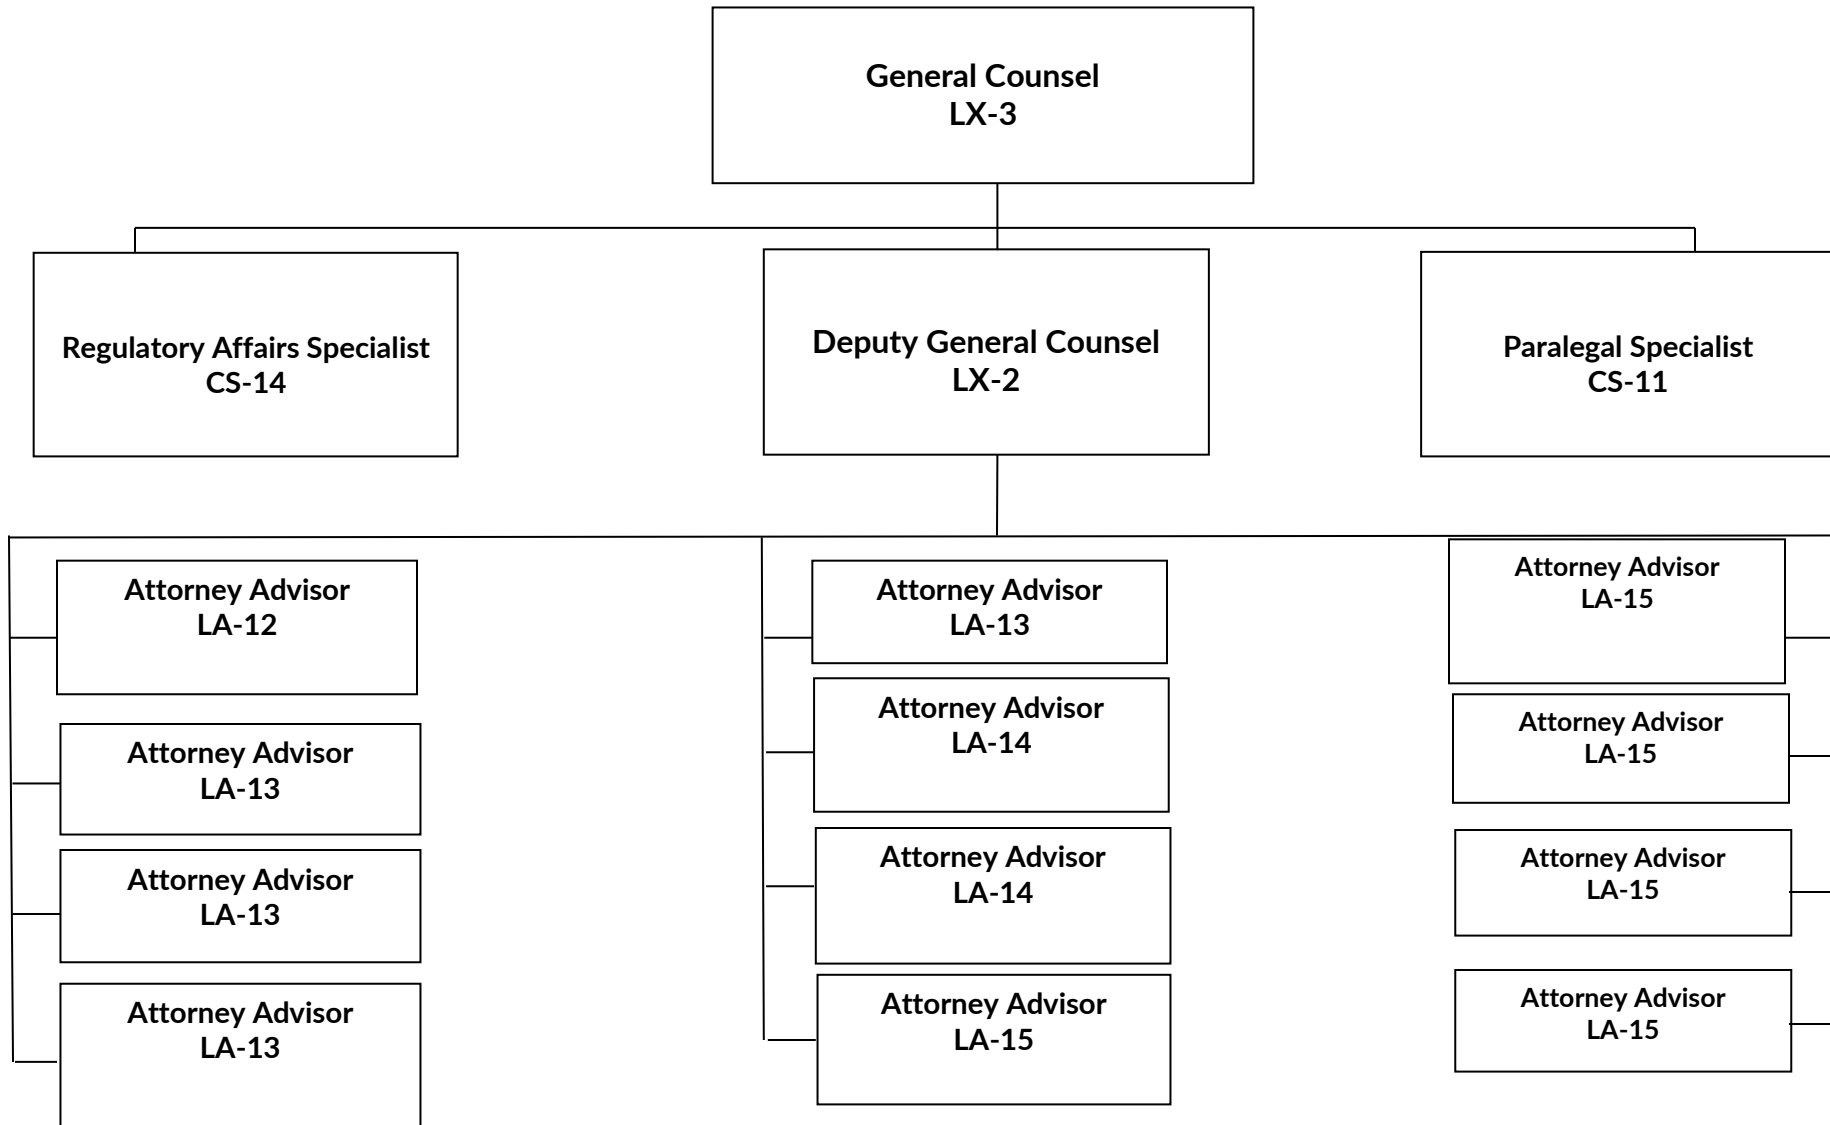 General Counsel
LX-3
Regulatory Affairs Specialist
CS-14
Deputy General Counsel
LX-2
Paralegal Specialist
CS-11
Attorney Advisor
LA-12
Attorney Advisor
LA-13
Attorney Advisor
LA-13
Attorney Advisor
LA-13
Attorney Advisor
LA-13
Attorney Advisor
LA-14
Attorney Advisor
LA-14
Attorney Advisor
LA-15
Attorney Advisor
LA-15
Attorney Advisor
LA-15
Attorney Advisor
LA-15
Attorney Advisor
LA-15